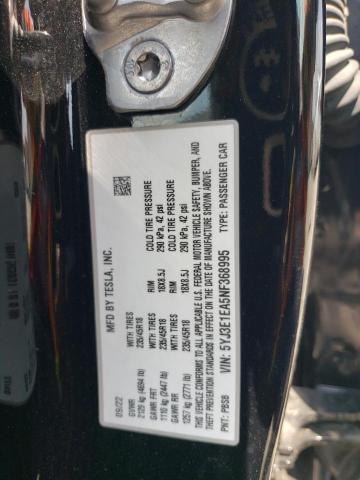 MFD BY TESLA, INC.
09/22
GVWR
2129 kg (4694 lb)
GAWR FRT
1110 kg (2447 lb)
WITH TIRES
235/45R18
RIM
18X8.5J
COLD TIRE PRESSURE
290 kPa, 42 psi
GAWR RR
1257 kg (2771 lb)
WITH TIRES
235/45R18
RIM
18X8.5J
COLD TIRE PRESSURE
290 kPa, 42 psi
THIS VEHICLE CONFORMS TO ALL APPLICABLE U.S. FEDERAL MOTOR VEHICLE SAFETY, BUMPER, AND
THEFT PREVENTION STANDARDS IN EFFECT ON THE DATE OF MANUFACTURE SHOWN ABOVE.
VIN: 5YJ3E1EA5NF368995
TYPE: PASSENGER CAR
PNT: PBSB